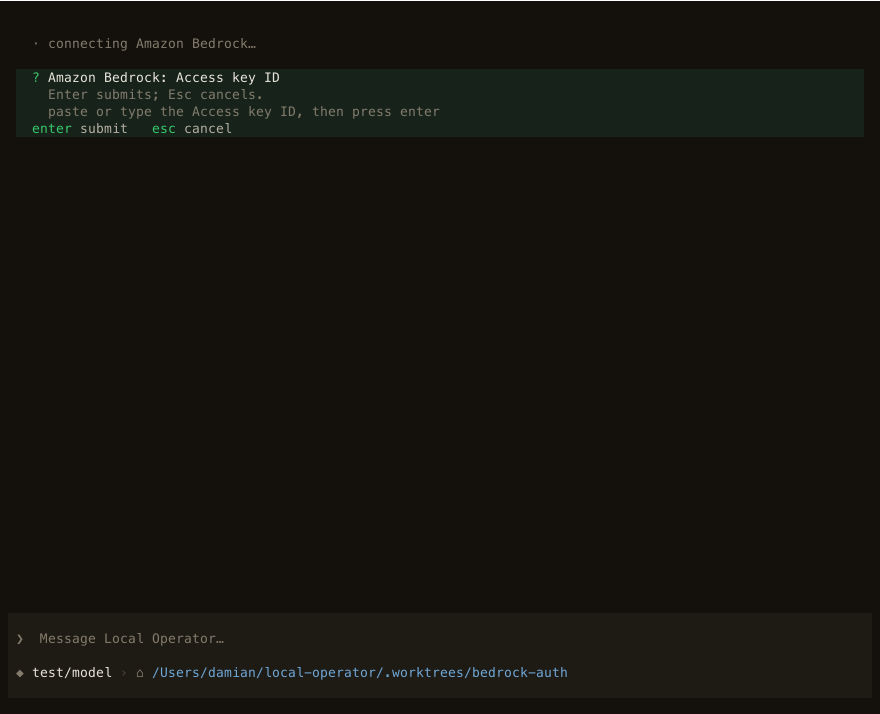 · connecting Amazon Bedrock…
? Amazon Bedrock: Access key ID
Enter submits; Esc cancels.
paste or type the Access key ID, then press enter
enter submit   esc cancel
❯ Message Local Operator…
◆ test/model › ⌂ /Users/damian/local-operator/.worktrees/bedrock-auth